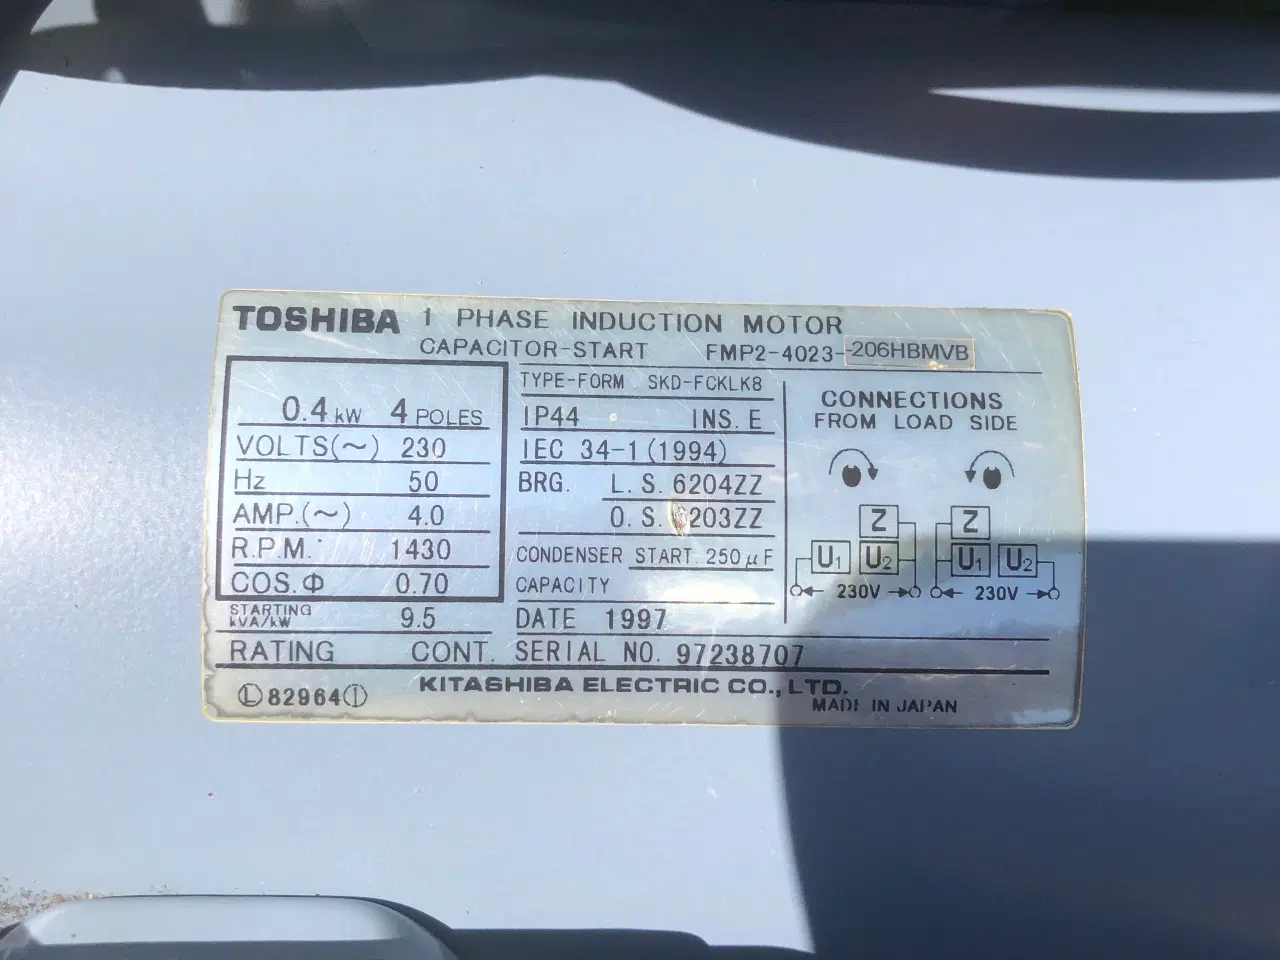 TOSHIBA 1 PHASE INDUCTION MOTOR
CAPACITOR-START FMP2-4023-206HBMVB
0.4 kW 4 POLES
VOLTS(~) 230
Hz 50
AMP.(~) 4.0
R.P.M. 1430
COS.Φ 0.70
STARTING kVA/kW 9.5
RATING CONT.
TYPE-FORM SKD-FCKLK8
IP44 INS. E
IEC 34-1 (1994)
BRG. L. S. 6204ZZ
O. S. 6203ZZ
CONDENSER START 250μF
CAPACITY
DATE 1997
SERIAL NO. 97238707
CONNECTIONS
FROM LOAD SIDE
Z Z
U1 U2 U1 U2
230V 230V
KITASHIBA ELECTRIC CO., LTD.
Ⓛ82964Ⓘ MADE IN JAPAN